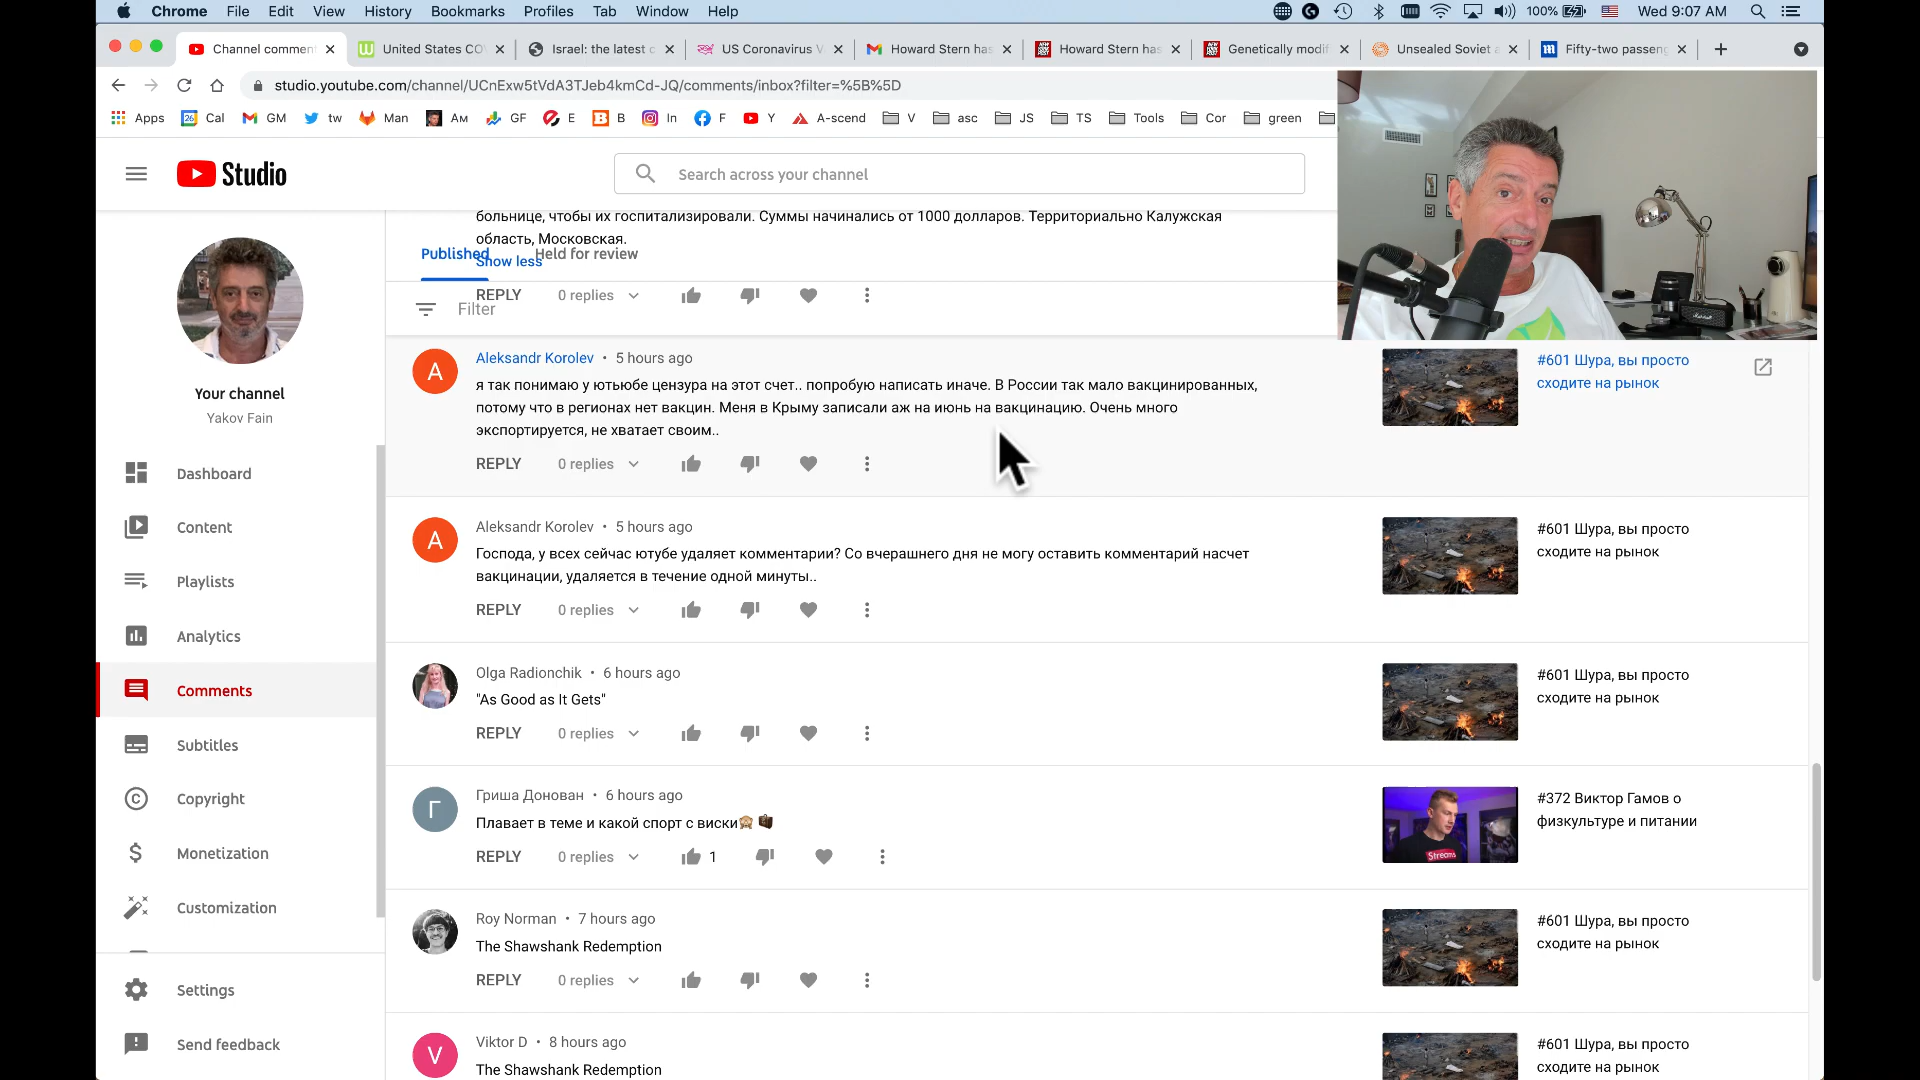 Chrome File Edit View History Bookmarks Profiles Tab Window Help 100% Wed 9:07 AM
Channel commen United States CO Israel: the latest c US Coronavirus V Howard Stern has Howard Stern has Genetically modif Unsealed Soviet a Fifty-two passeng
studio.youtube.com/channel/UCnExw5tVdA3TJeb4kmCd-JQ/comments/inbox?filter=%5B%5D
Apps Cal GM tw Man Ам GF E B In F Y A-scend V asc JS TS Tools Cor green
Studio
Search across your channel
больнице, чтобы их госпитализировали. Суммы начинались от 1000 долларов. Территориально Калужская
область, Московская.
Published Held for review
Show less
REPLY 0 replies
Filter
Your channel
Yakov Fain
Dashboard
Content
Playlists
Analytics
Comments
Subtitles
Copyright
Monetization
Customization
Settings
Send feedback
Aleksandr Korolev • 5 hours ago
я так понимаю у ютьюбе цензура на этот счет.. попробую написать иначе. В России так мало вакцинированных,
потому что в регионах нет вакцин. Меня в Крыму записали аж на июнь на вакцинацию. Очень много
экспортируется, не хватает своим..
REPLY 0 replies
#601 Шура, вы просто
сходите на рынок
Aleksandr Korolev • 5 hours ago
Господа, у всех сейчас ютубе удаляет комментарии? Со вчерашнего дня не могу оставить комментарий насчет
вакцинации, удаляется в течение одной минуты..
REPLY 0 replies
#601 Шура, вы просто
сходите на рынок
Olga Radionchik • 6 hours ago
"As Good as It Gets"
REPLY 0 replies
#601 Шура, вы просто
сходите на рынок
Гриша Донован • 6 hours ago
Плавает в теме и какой спорт с виски🙈 💼
REPLY 0 replies 1
Streams
#372 Виктор Гамов о
физкультуре и питании
Roy Norman • 7 hours ago
The Shawshank Redemption
REPLY 0 replies
#601 Шура, вы просто
сходите на рынок
Viktor D • 8 hours ago
The Shawshank Redemption
#601 Шура, вы просто
сходите на рынок